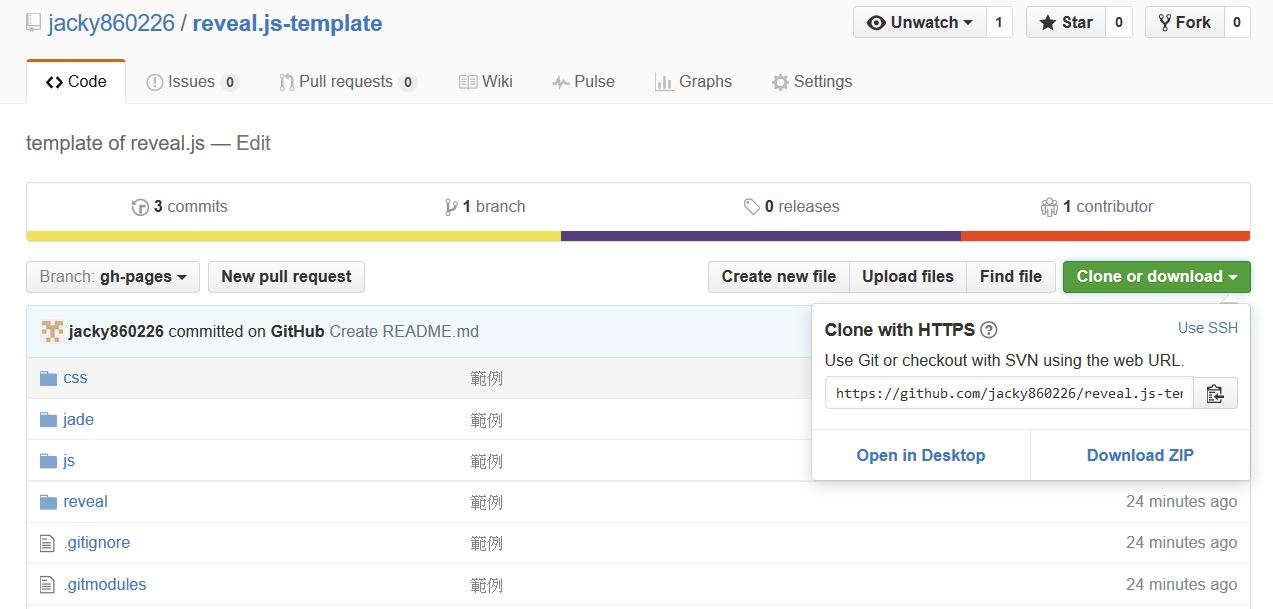 jacky860226 / reveal.js-template
Unwatch 1 Star 0 Fork 0
Code Issues 0 Pull requests 0 Wiki Pulse Graphs Settings
template of reveal.js — Edit
3 commits 1 branch 0 releases 1 contributor
Branch: gh-pages New pull request Create new file Upload files Find file Clone or download
jacky860226 committed on GitHub Create README.md
Clone with HTTPS ? Use SSH
Use Git or checkout with SVN using the web URL.
https://github.com/jacky860226/reveal.js-ter
Open in Desktop Download ZIP
css 範例
jade 範例
js 範例
reveal 範例 24 minutes ago
.gitignore 範例 24 minutes ago
.gitmodules 範例 24 minutes ago